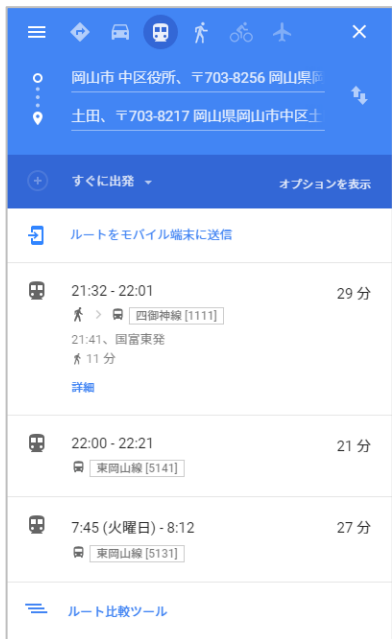 岡山市 中区役所、〒703-8256 岡山県岡
土田、〒703-8217 岡山県岡山市中区土
すぐに出発
オプションを表示
ルートをモバイル端末に送信
21:32 - 22:01 29 分
四御神線 [1111]
21:41、国富東発
11 分
詳細
22:00 - 22:21 21 分
東岡山線 [5141]
7:45 (火曜日) - 8:12 27 分
東岡山線 [5131]
ルート比較ツール